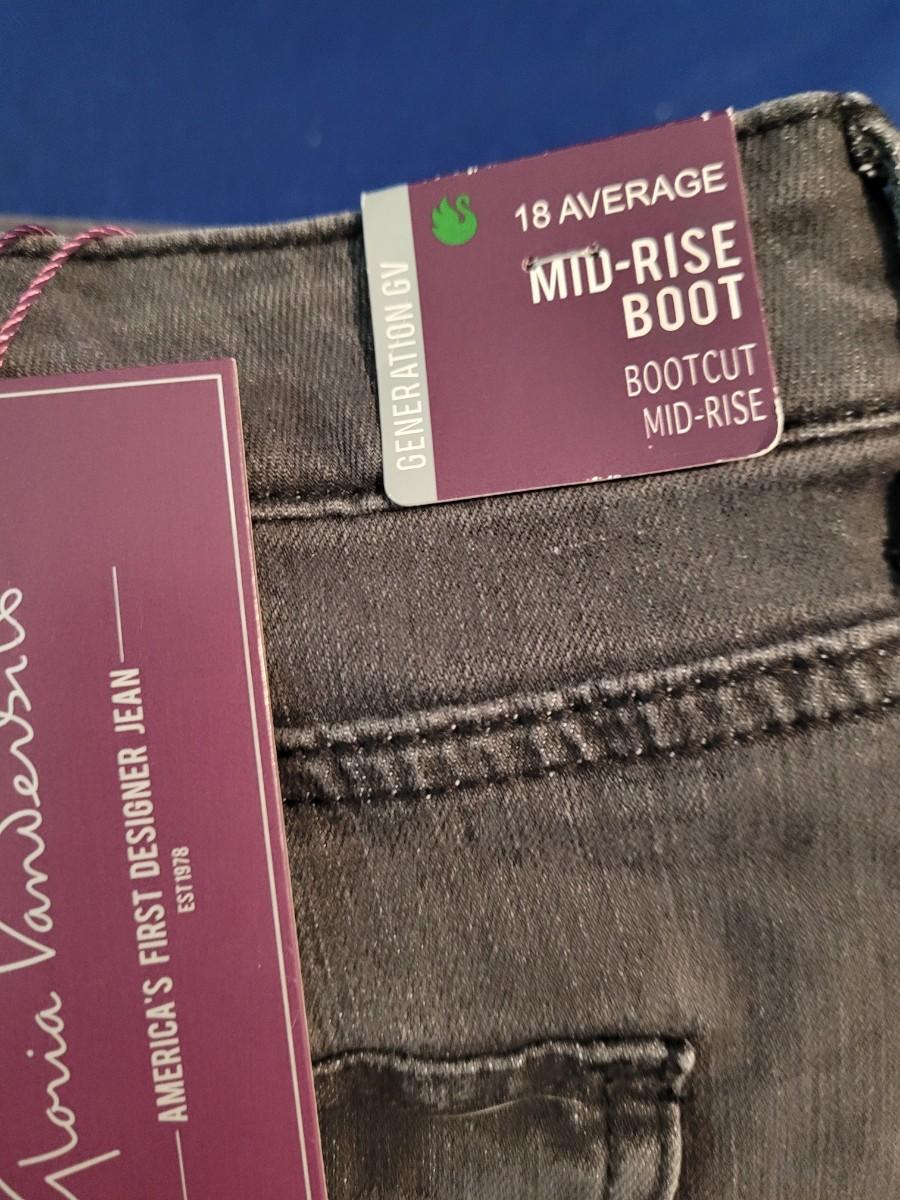 18 AVERAGE
MID-RISE
BOOT
BOOTCUT
MID-RISE
GENERATION GV
Gloria Vanderbilt
AMERICA'S FIRST DESIGNER JEAN
EST1978